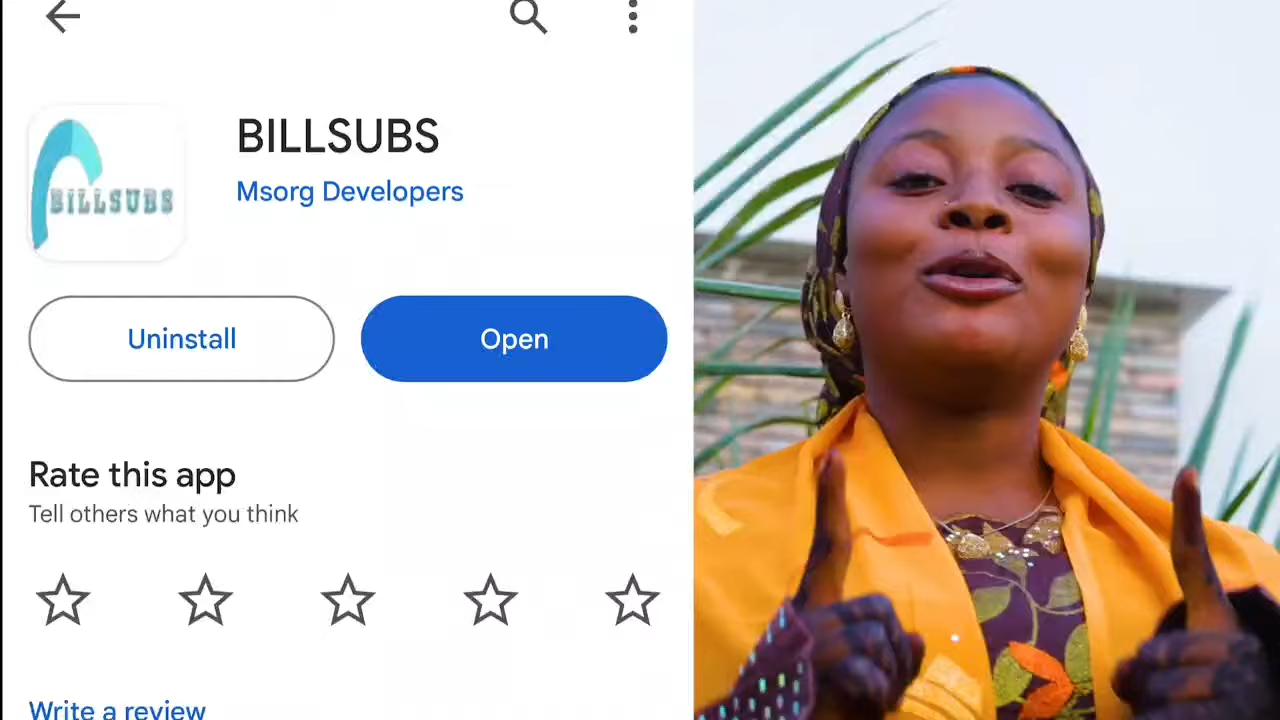 BILLSUBS
Msorg Developers
BILLSUBS
Uninstall
Open
Rate this app
Tell others what you think
Write a review